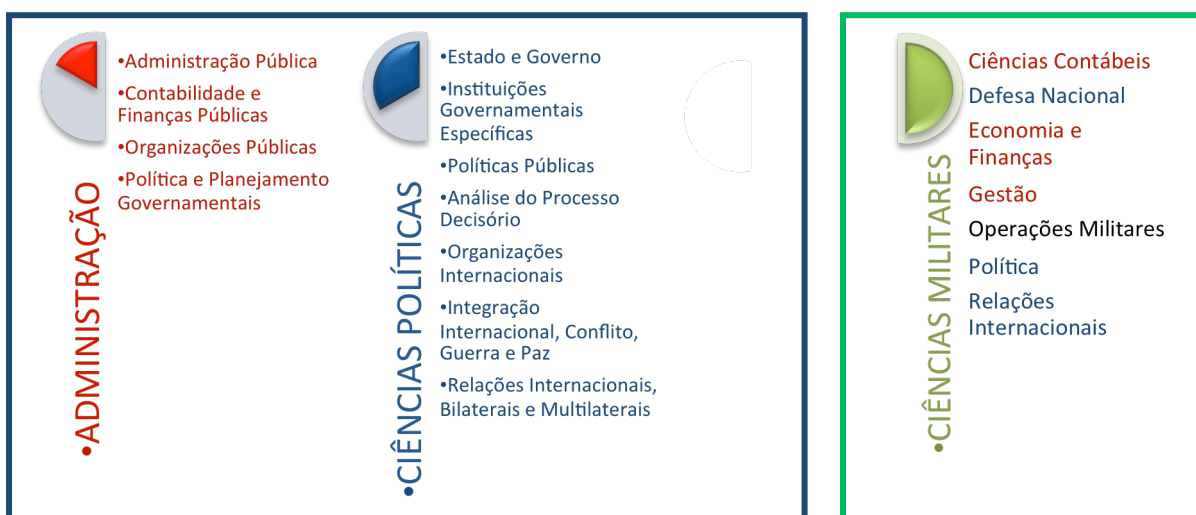 •ADMINISTRAÇÃO
•Administração Pública
•Contabilidade e
Finanças Públicas
•Organizações Públicas
•Política e Planejamento
Governamentais
•CIÊNCIAS POLÍTICAS
•Estado e Governo
•Instituições
Governamentais
Específicas
•Políticas Públicas
•Análise do Processo
Decisório
•Organizações
Internacionais
•Integração
Internacional, Conflito,
Guerra e Paz
•Relações Internacionais,
Bilaterais e Multilaterais
•CIÊNCIAS MILITARES
Ciências Contábeis
Defesa Nacional
Economia e
Finanças
Gestão
Operações Militares
Política
Relações
Internacionais